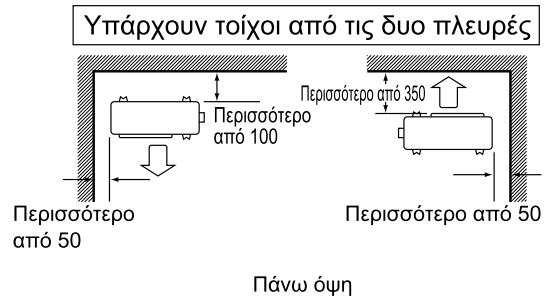 Υπάρχουν τοίχοι από τις δυο πλευρές
Περισσότερο
από 100
Περισσότερο
από 50
Περισσότερο από 350
Περισσότερο από 50
Πάνω όψη